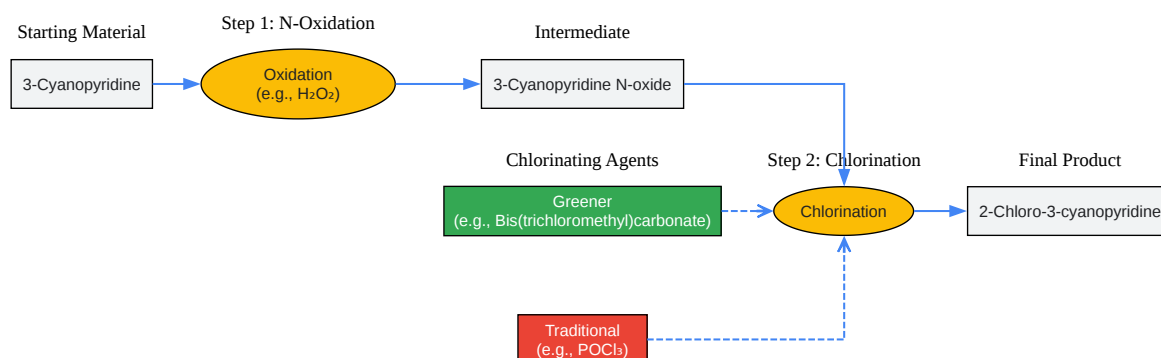 Starting Material
Step 1: N-Oxidation
Intermediate
3-Cyanopyridine
Oxidation
(e.g., H₂O₂)
3-Cyanopyridine N-oxide
Chlorinating Agents
Step 2: Chlorination
Final Product
Greener
(e.g., Bis(trichloromethyl)carbonate)
Chlorination
2-Chloro-3-cyanopyridine
Traditional
(e.g., POCl₃)